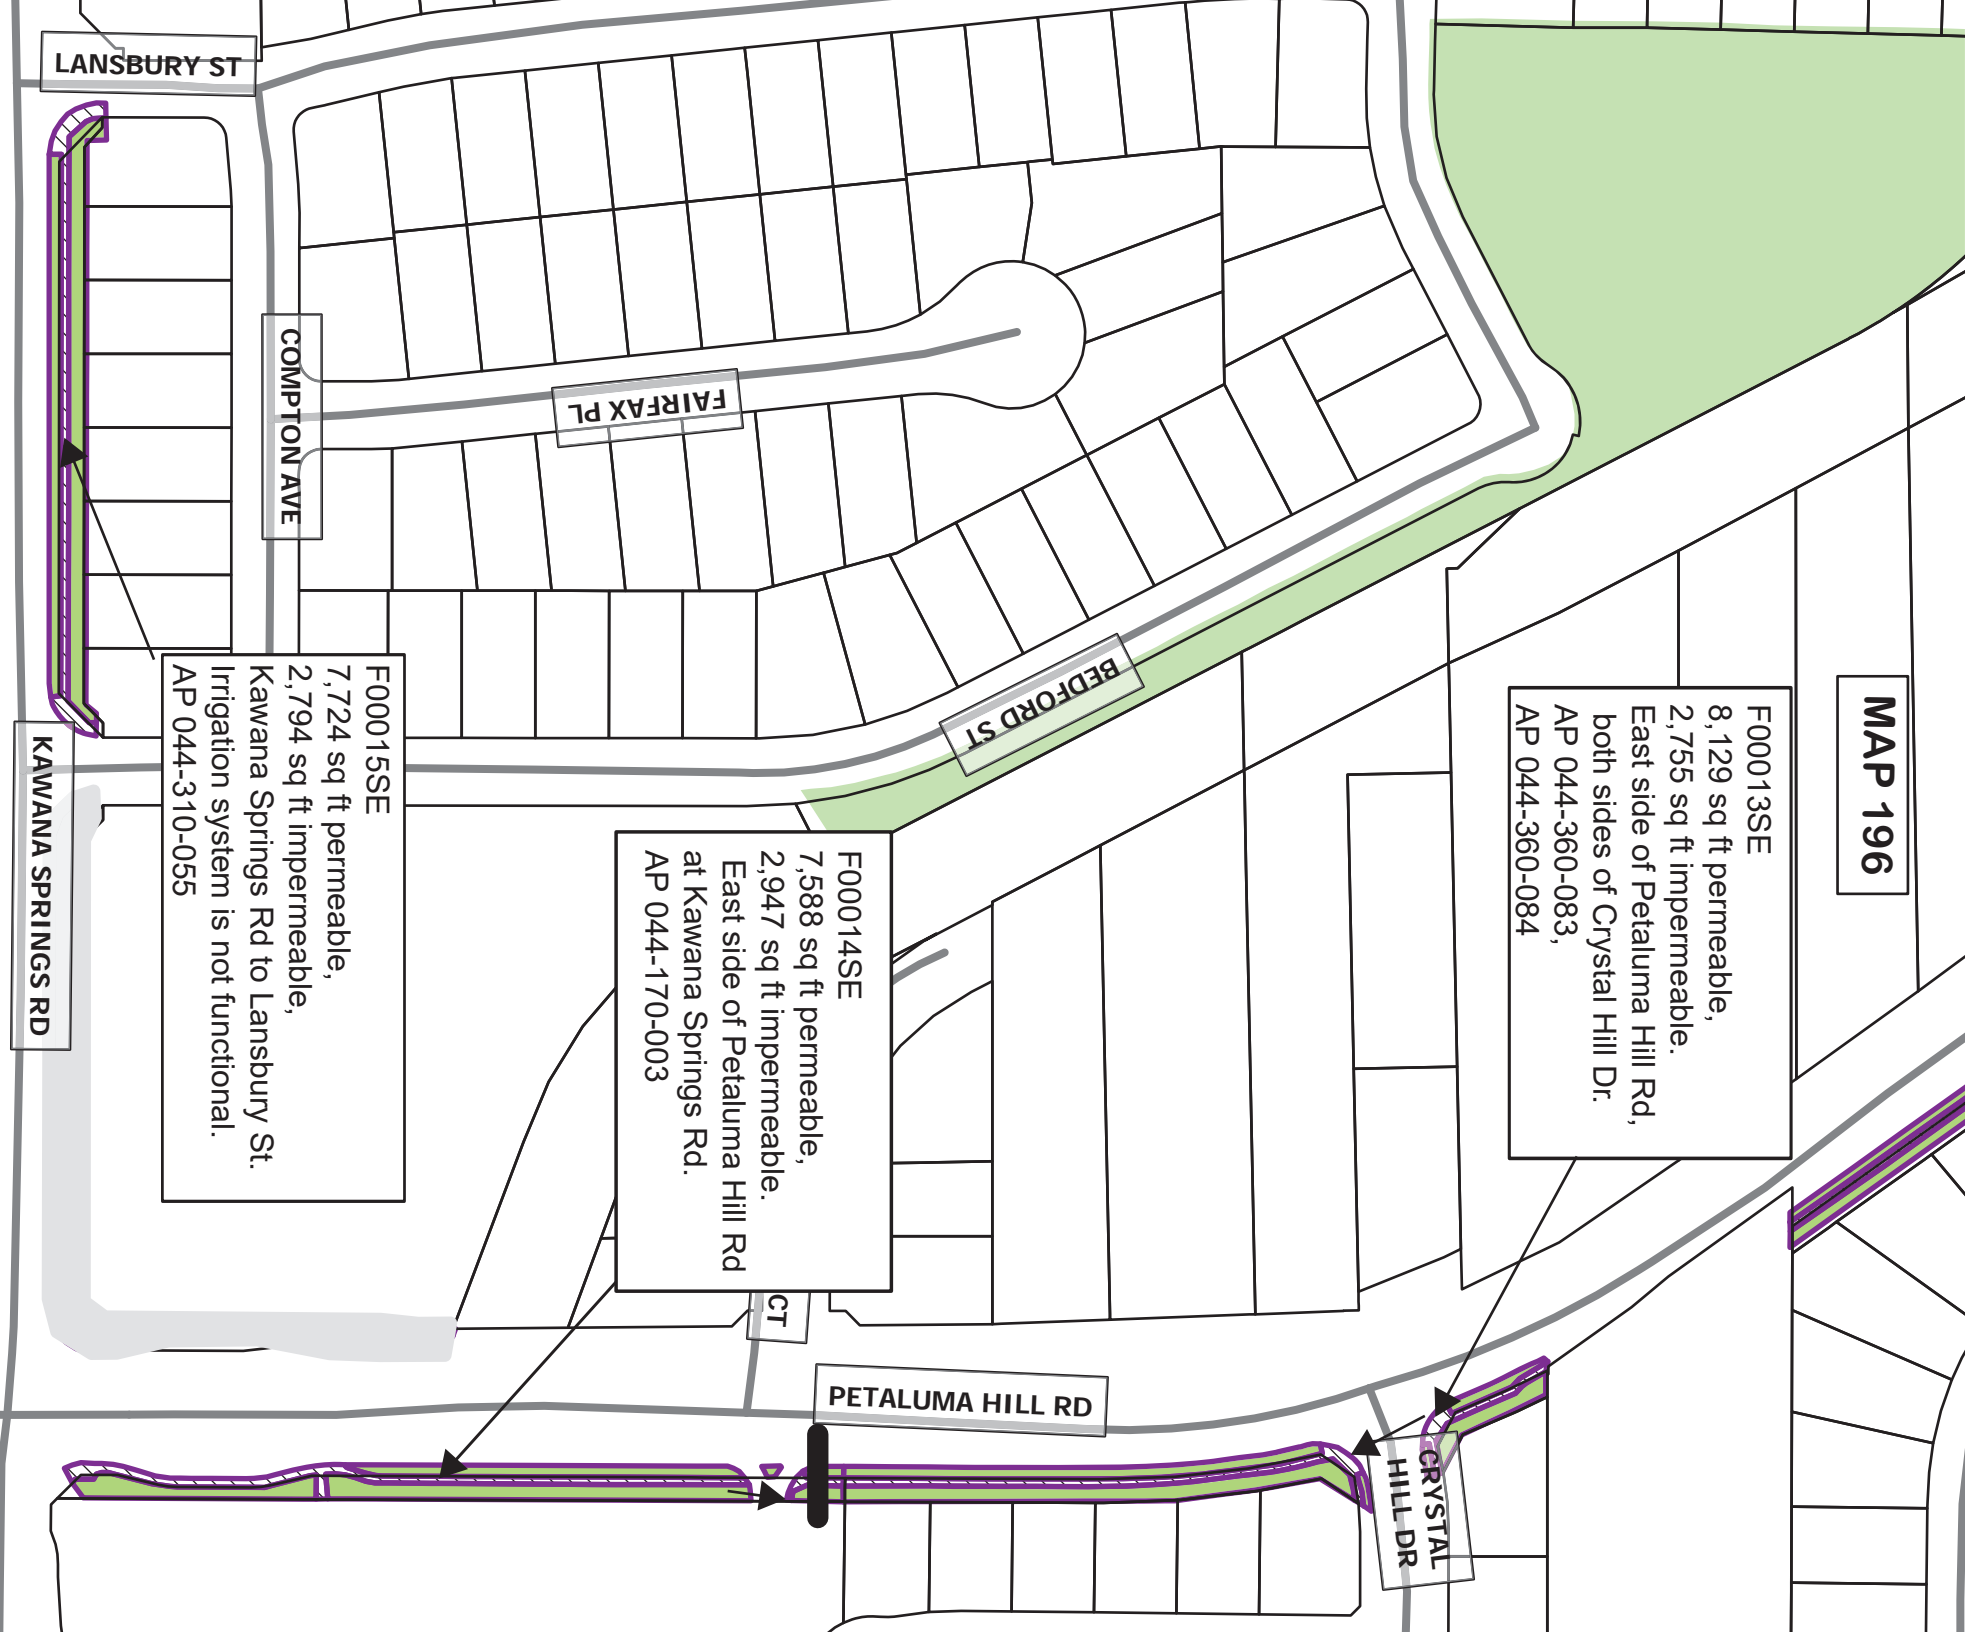 LANSBURY ST
COMPTON AVE
FAIRFAX PL
BEDFORD ST
KAWANA SPRINGS RD
MAP 196
F00013SE
8,129 sq ft permeable,
2,755 sq ft impermeable.
East side of Petaluma Hill Rd,
both sides of Crystal Hill Dr.
AP 044-360-083,
AP 044-360-084
F00015SE
7,724 sq ft permeable,
2,794 sq ft impermeable,
Kawana Springs Rd to Lansbury St.
Irrigation system is not functional.
AP 044-310-055
F00014SE
7,588 sq ft permeable,
2,947 sq ft impermeable.
East side of Petaluma Hill Rd
at Kawana Springs Rd.
AP 044-170-003
CT
PETALUMA HILL RD
CRYSTAL
HILL DR